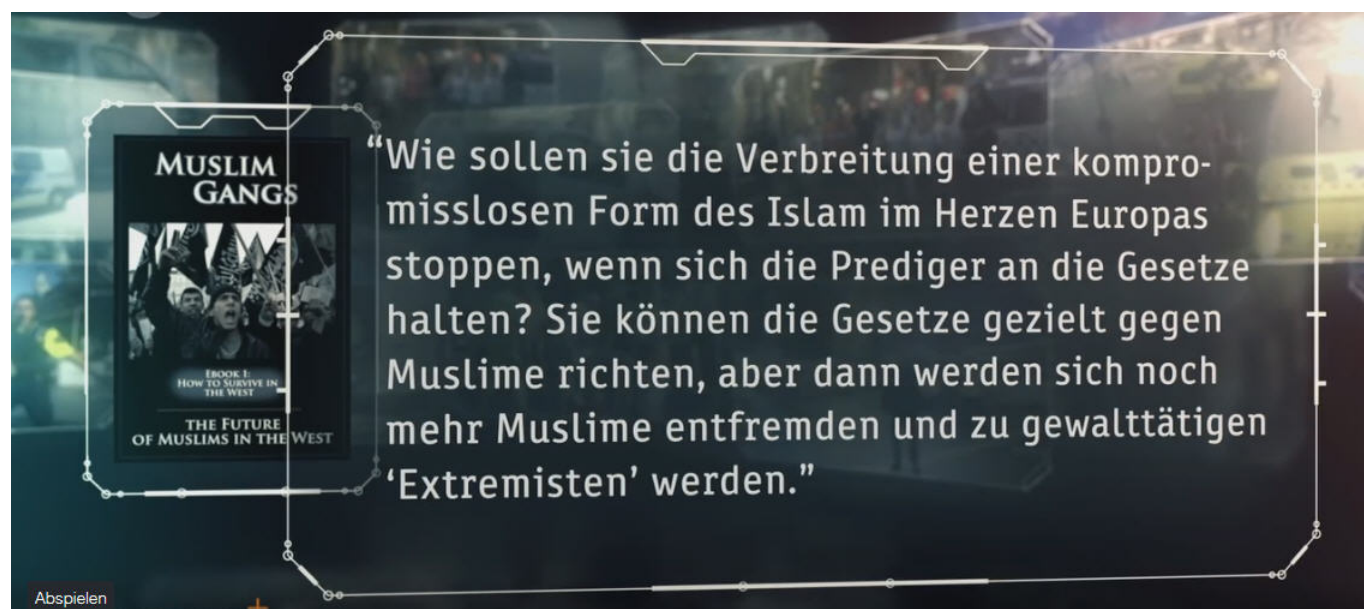 MUSLIM
GANGS
EBOOK 1:
HOW TO SURVIVE IN
THE WEST
THE FUTURE
OF MUSLIMS IN THE WEST
“Wie sollen sie die Verbreitung einer kompro-
misslosen Form des Islam im Herzen Europas
stoppen, wenn sich die Prediger an die Gesetze
halten? Sie können die Gesetze gezielt gegen
Muslime richten, aber dann werden sich noch
mehr Muslime entfremden und zu gewalttätigen
‘Extremisten’ werden.”
Abspielen